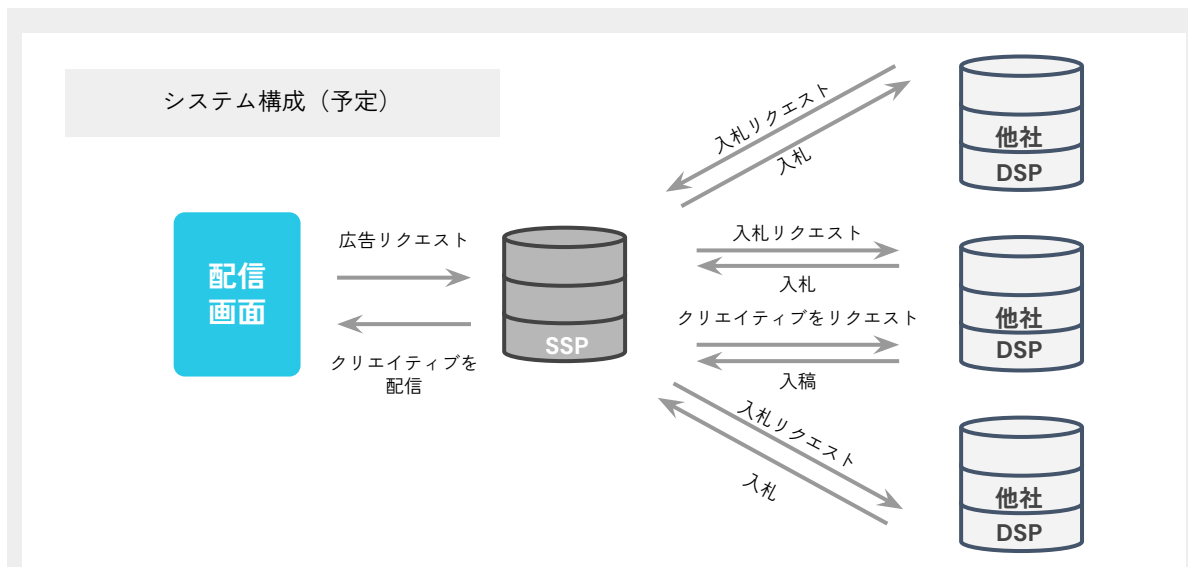 システム構成（予定）
入札リクエスト
入札
他社
DSP
配信
画面
広告リクエスト
クリエイティブを
配信
SSP
入札リクエスト
入札
クリエイティブをリクエスト
入稿
他社
DSP
入札リクエスト
入札
他社
DSP